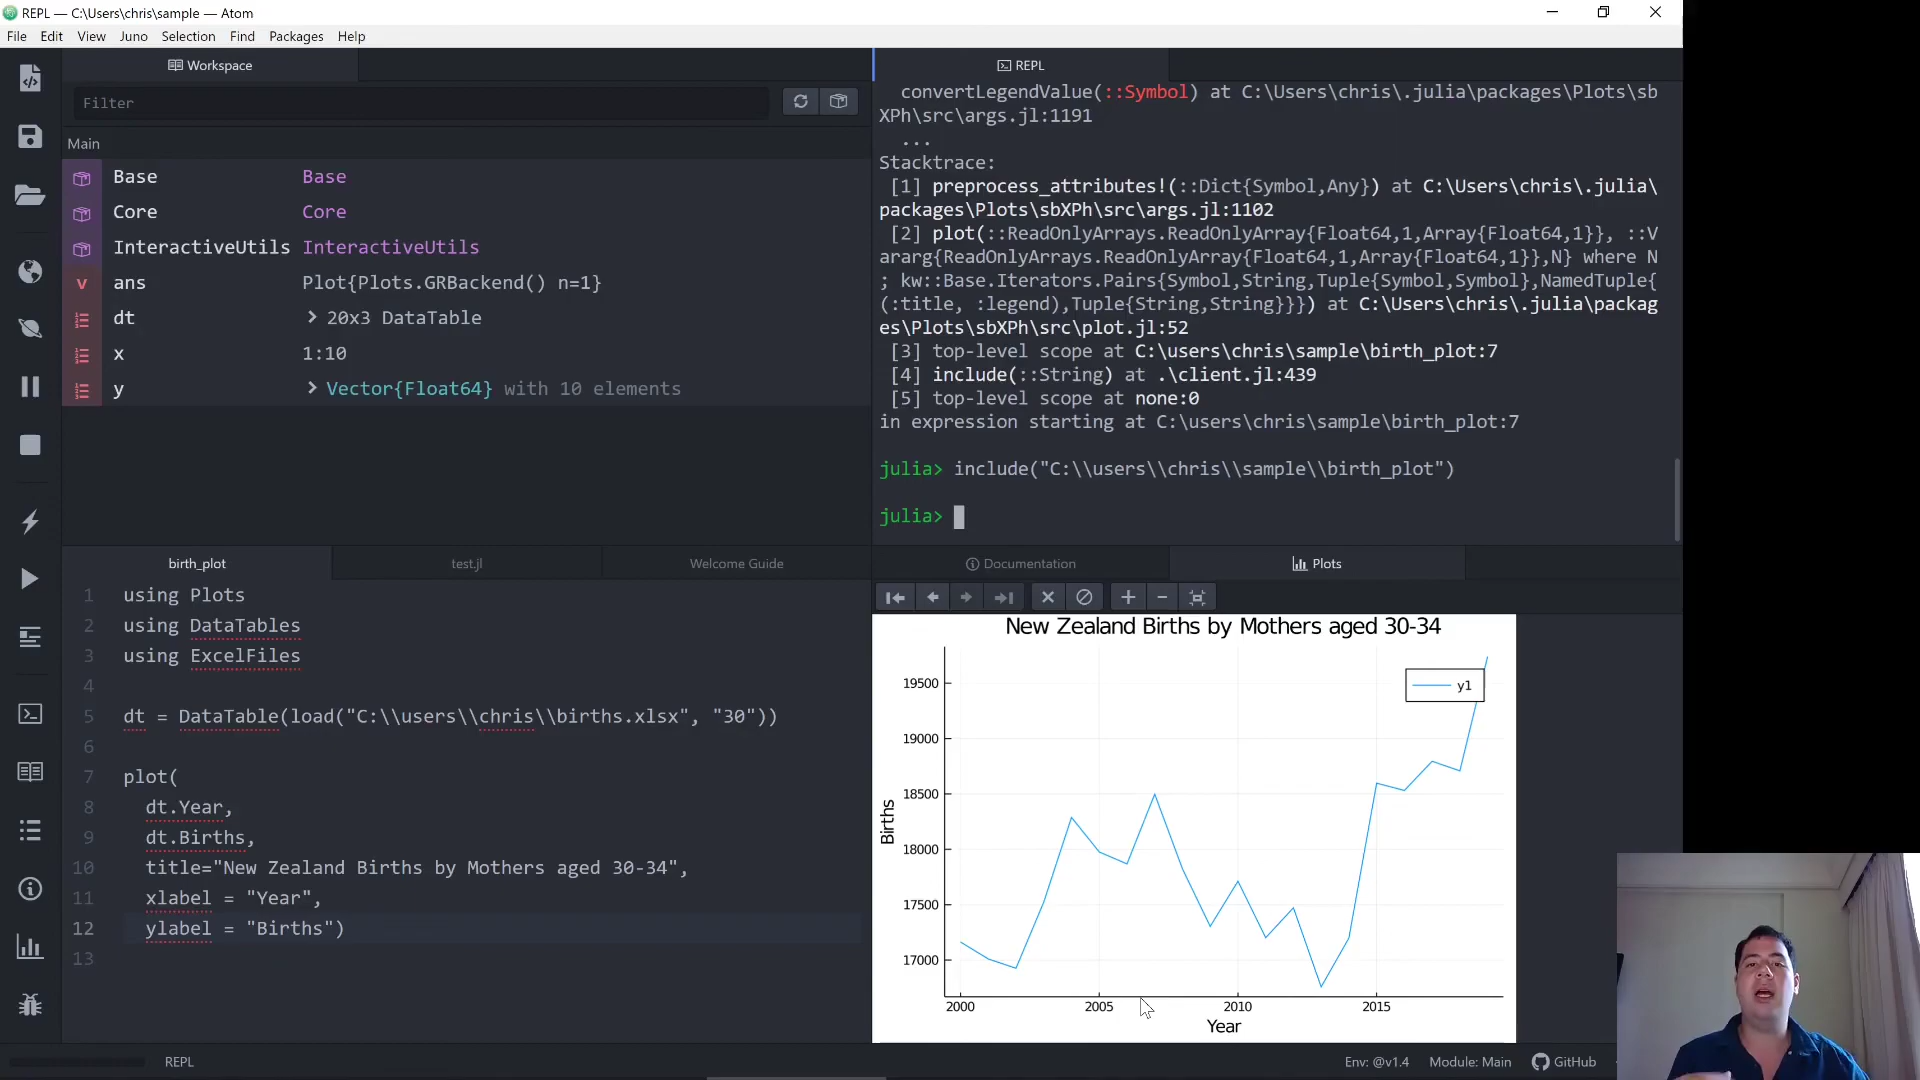 REPL — C:\Users\chris\sample — Atom
File Edit View Juno Selection Find Packages Help
Workspace
Filter
Main
Base Base
Core Core
InteractiveUtils InteractiveUtils
v ans Plot{Plots.GRBackend() n=1}
dt > 20x3 DataTable
x 1:10
y > Vector{Float64} with 10 elements
REPL
convertLegendValue(::Symbol) at C:\Users\chris\.julia\packages\Plots\sb
XPh\src\args.jl:1191
...
Stacktrace:
[1] preprocess_attributes!(::Dict{Symbol,Any}) at C:\Users\chris\.julia\
packages\Plots\sbXPh\src\args.jl:1102
[2] plot(::ReadOnlyArrays.ReadOnlyArray{Float64,1,Array{Float64,1}}, ::V
ararg{ReadOnlyArrays.ReadOnlyArray{Float64,1,Array{Float64,1}},N} where N
; kw::Base.Iterators.Pairs{Symbol,String,Tuple{Symbol,Symbol},NamedTuple{
(:title, :legend),Tuple{String,String}}}) at C:\Users\chris\.julia\packag
es\Plots\sbXPh\src\plot.jl:52
[3] top-level scope at C:\users\chris\sample\birth_plot:7
[4] include(::String) at .\client.jl:439
[5] top-level scope at none:0
in expression starting at C:\users\chris\sample\birth_plot:7
julia> include("C:\\users\\chris\\sample\\birth_plot")
julia>
birth_plot test.jl Welcome Guide
1 using Plots
2 using DataTables
3 using ExcelFiles
4
5 dt = DataTable(load("C:\\users\\chris\\births.xlsx", "30"))
6
7 plot(
8 dt.Year,
9 dt.Births,
10 title="New Zealand Births by Mothers aged 30-34",
11 xlabel = "Year",
12 ylabel = "Births")
13
Documentation Plots
New Zealand Births by Mothers aged 30-34
y1
19500
19000
18500
18000
17500
17000
Births
2000 2005 2010 2015
Year
REPL Env: @v1.4 Module: Main GitHub